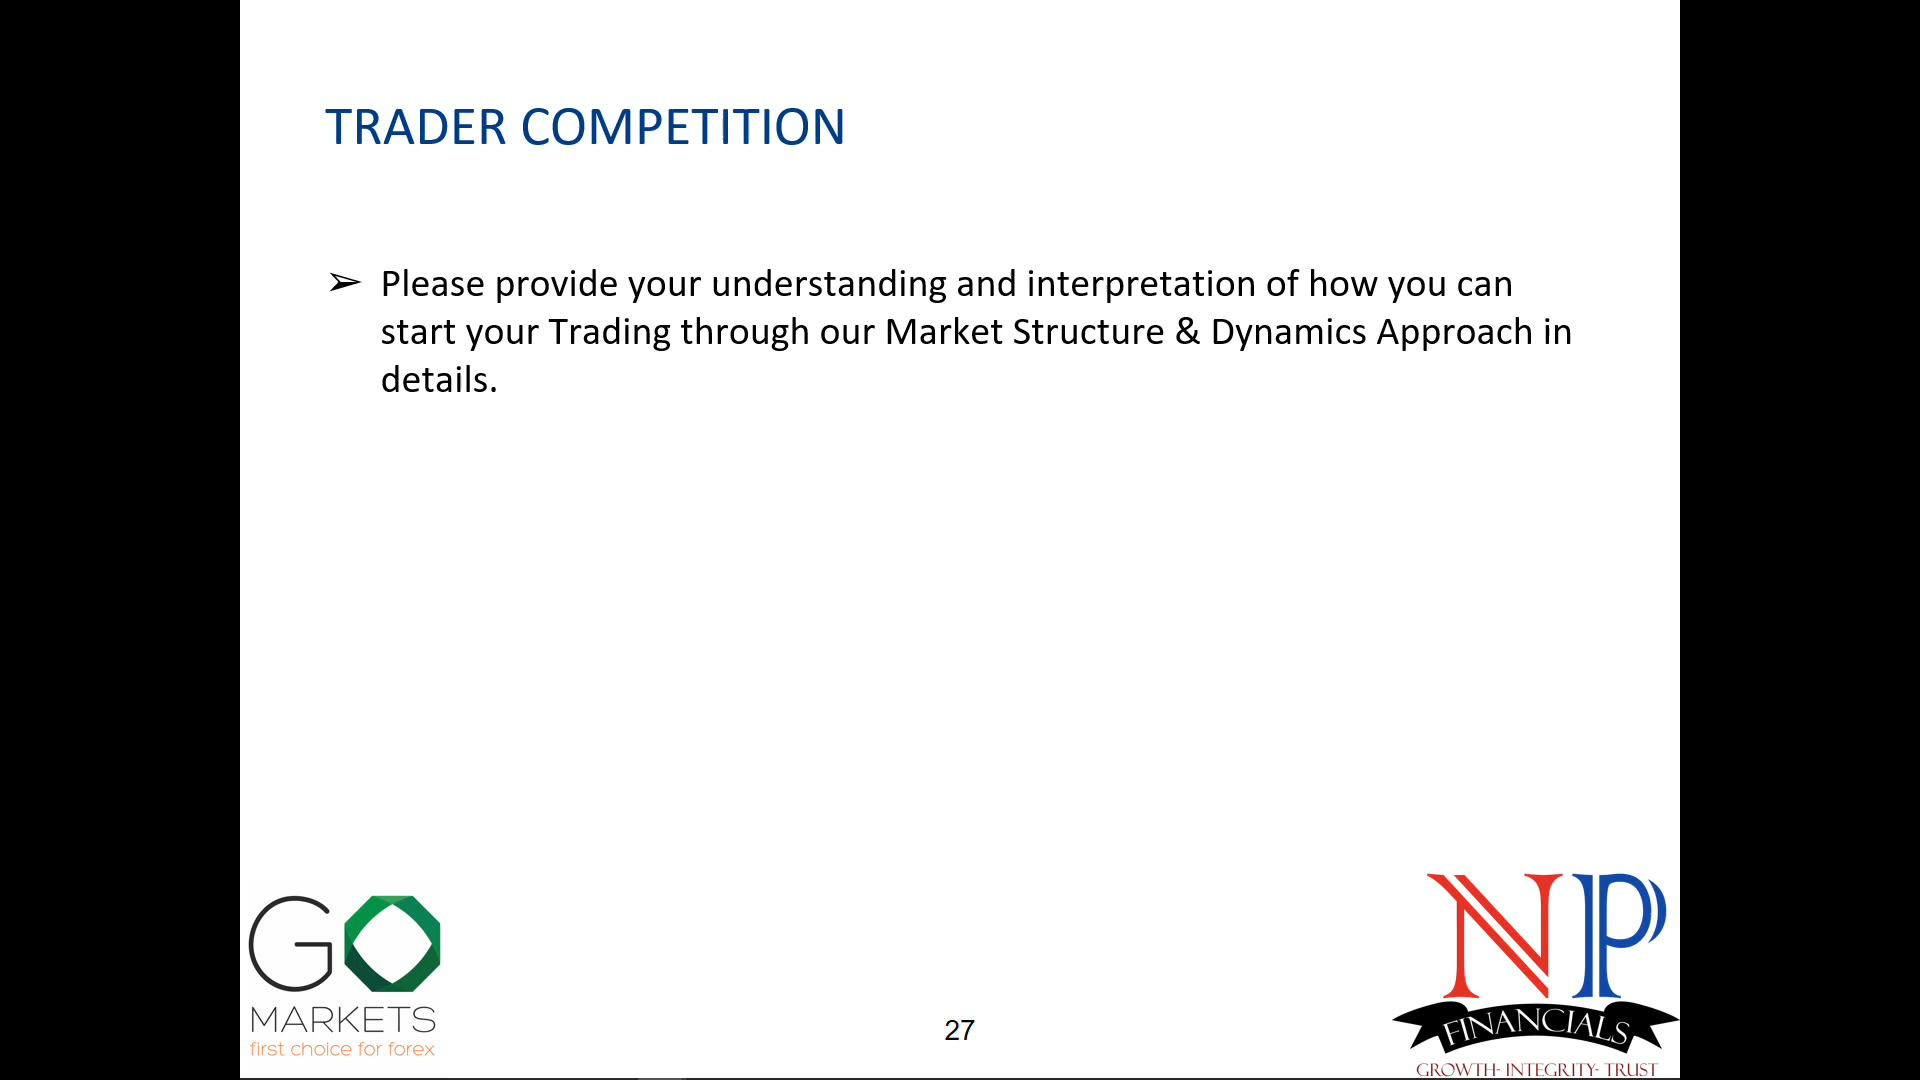 TRADER COMPETITION
➢ Please provide your understanding and interpretation of how you can
start your Trading through our Market Structure & Dynamics Approach in
details.
GO
MARKETS
first choice for forex
27
NP
FINANCIALS
GROWTH- INTEGRITY- TRUST